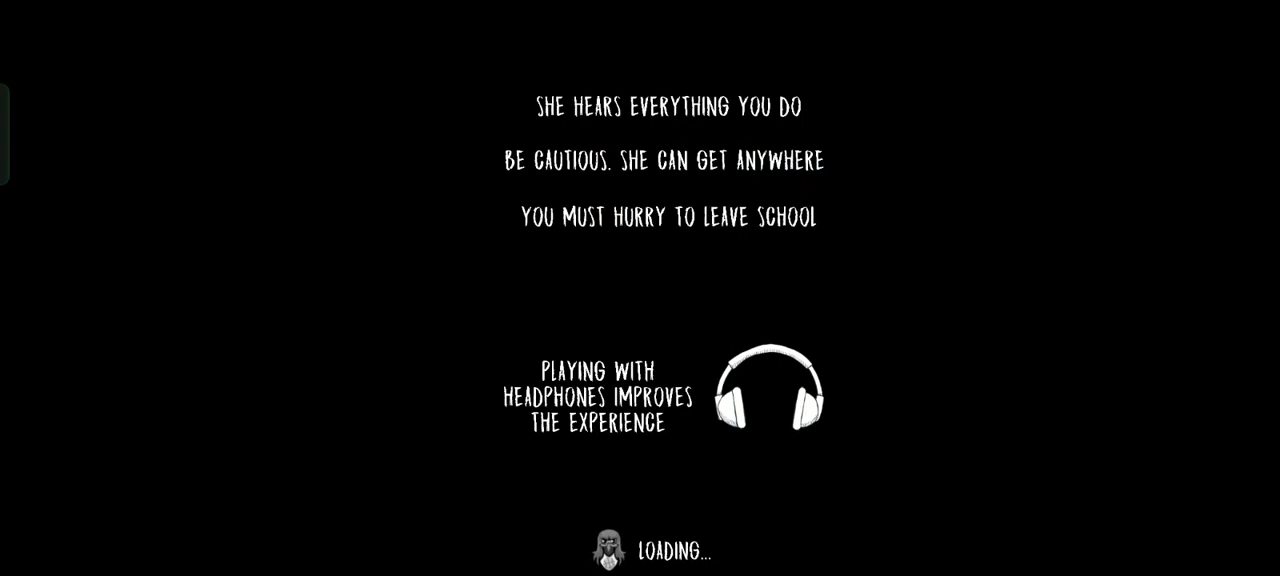 SHE HEARS EVERYTHING YOU DO
BE CAUTIOUS. SHE CAN GET ANYWHERE
YOU MUST HURRY TO LEAVE SCHOOL
PLAYING WITH
HEADPHONES IMPROVES
THE EXPERIENCE
LOADING...